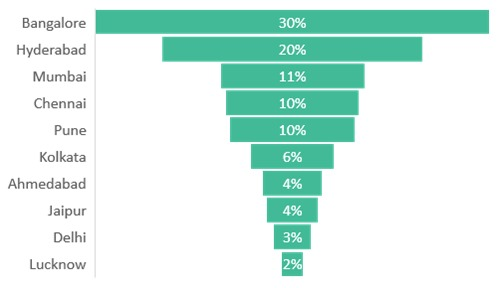 Bangalore 30%
Hyderabad 20%
Mumbai 11%
Chennai 10%
Pune 10%
Kolkata 6%
Ahmedabad 4%
Jaipur 4%
Delhi 3%
Lucknow 2%